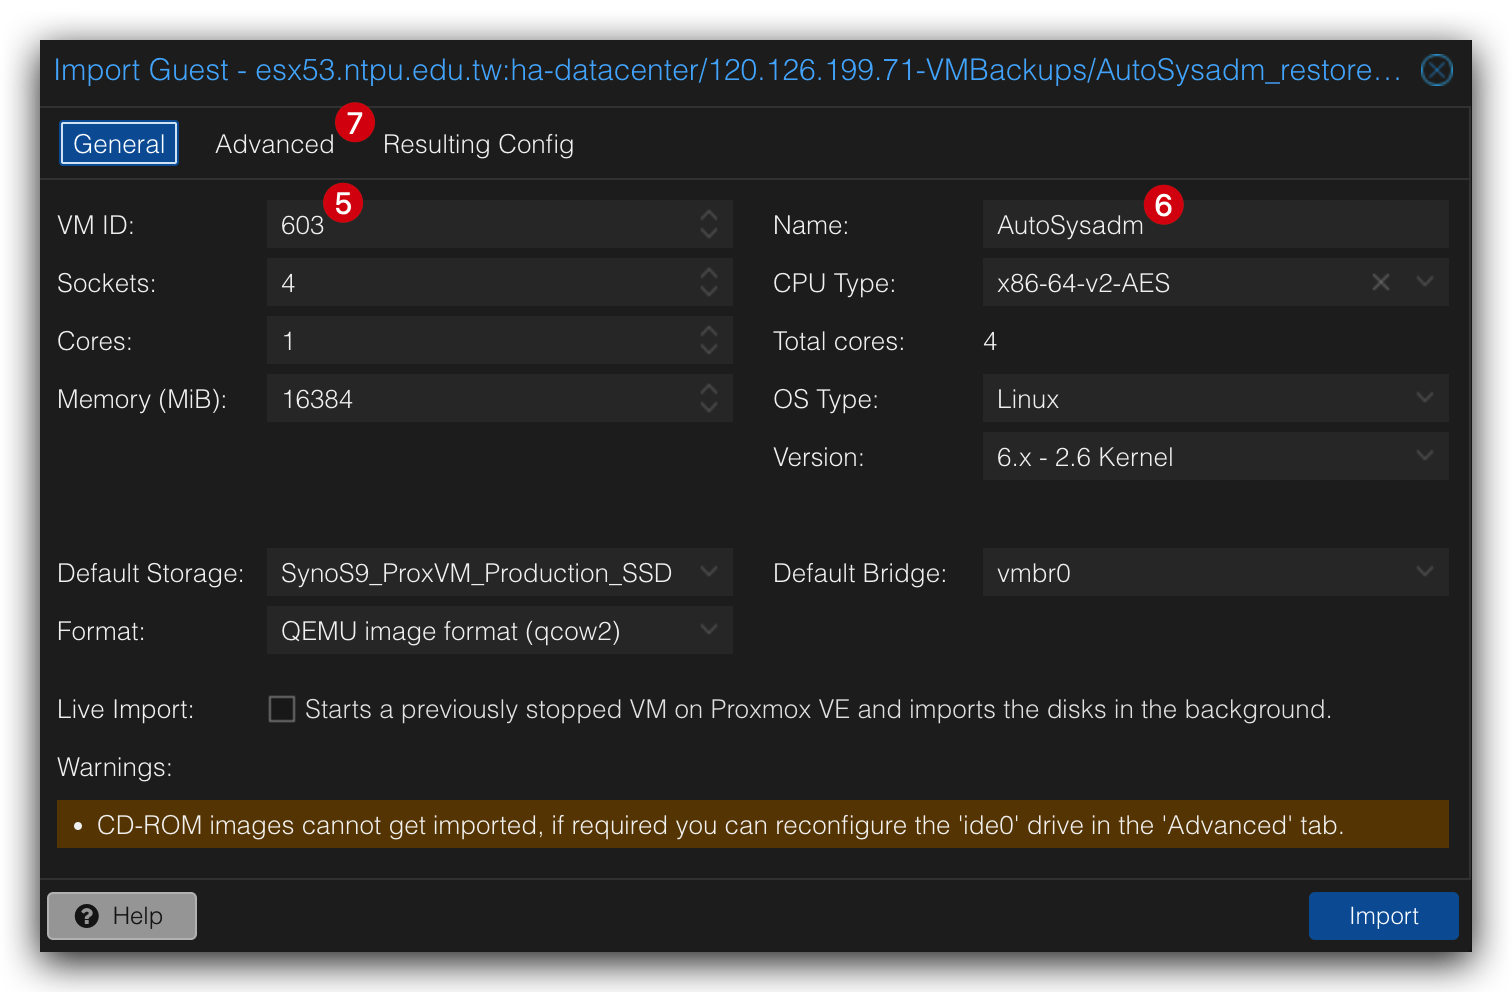 Import Guest - esx53.ntpu.edu.tw:ha-datacenter/120.126.199.71-VMBackups/AutoSysadm_restore...
General Advanced 7 Resulting Config
VM ID: 603 5 Name: AutoSysadm 6
Sockets: 4 CPU Type: x86-64-v2-AES
Cores: 1 Total cores: 4
Memory (MiB): 16384 OS Type: Linux
Version: 6.x - 2.6 Kernel
Default Storage: SynoS9_ProxVM_Production_SSD Default Bridge: vmbr0
Format: QEMU image format (qcow2)
Live Import: Starts a previously stopped VM on Proxmox VE and imports the disks in the background.
Warnings:
• CD-ROM images cannot get imported, if required you can reconfigure the 'ide0' drive in the 'Advanced' tab.
? Help Import